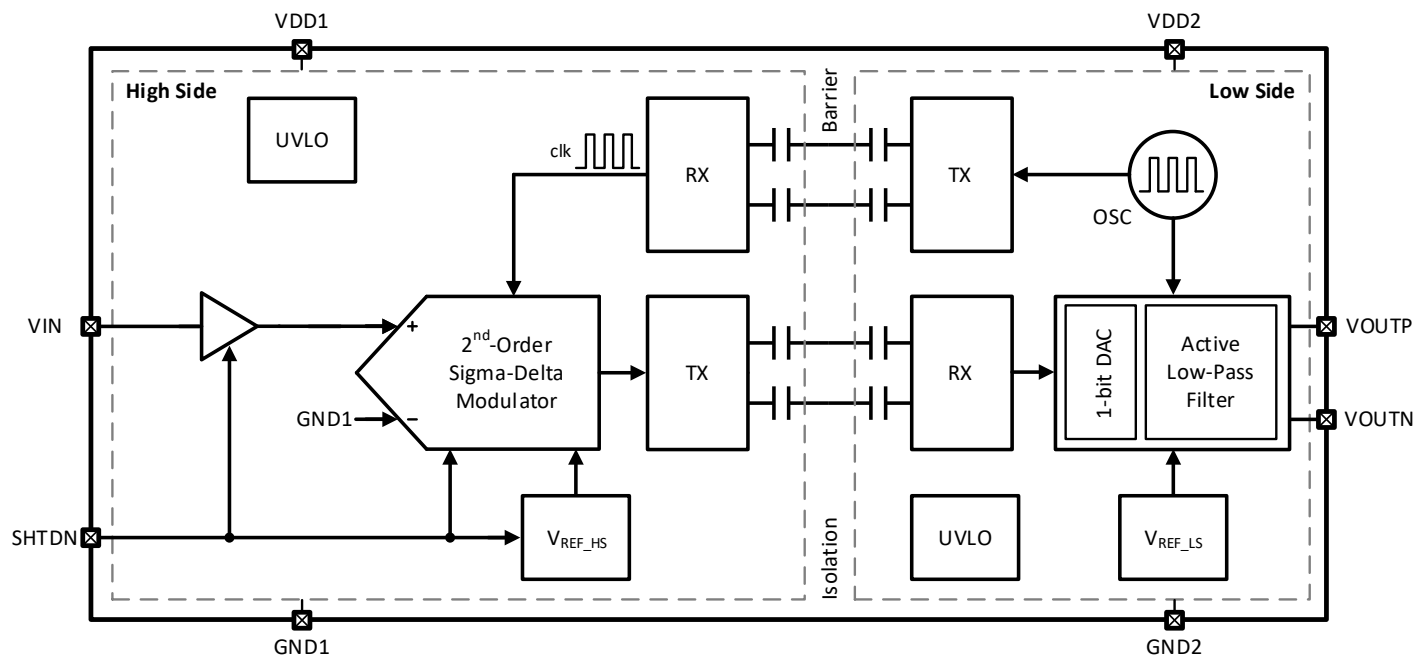 VDD1
VDD2
High Side
Low Side
UVLO
clk
RX
Barrier
TX
OSC
VIN
+
2nd-Order
Sigma-Delta
Modulator
GND1
−
TX
RX
1-bit DAC
Active
Low-Pass
Filter
VOUTP
VOUTN
SHTDN
VREF_HS
Isolation
UVLO
VREF_LS
GND1
GND2